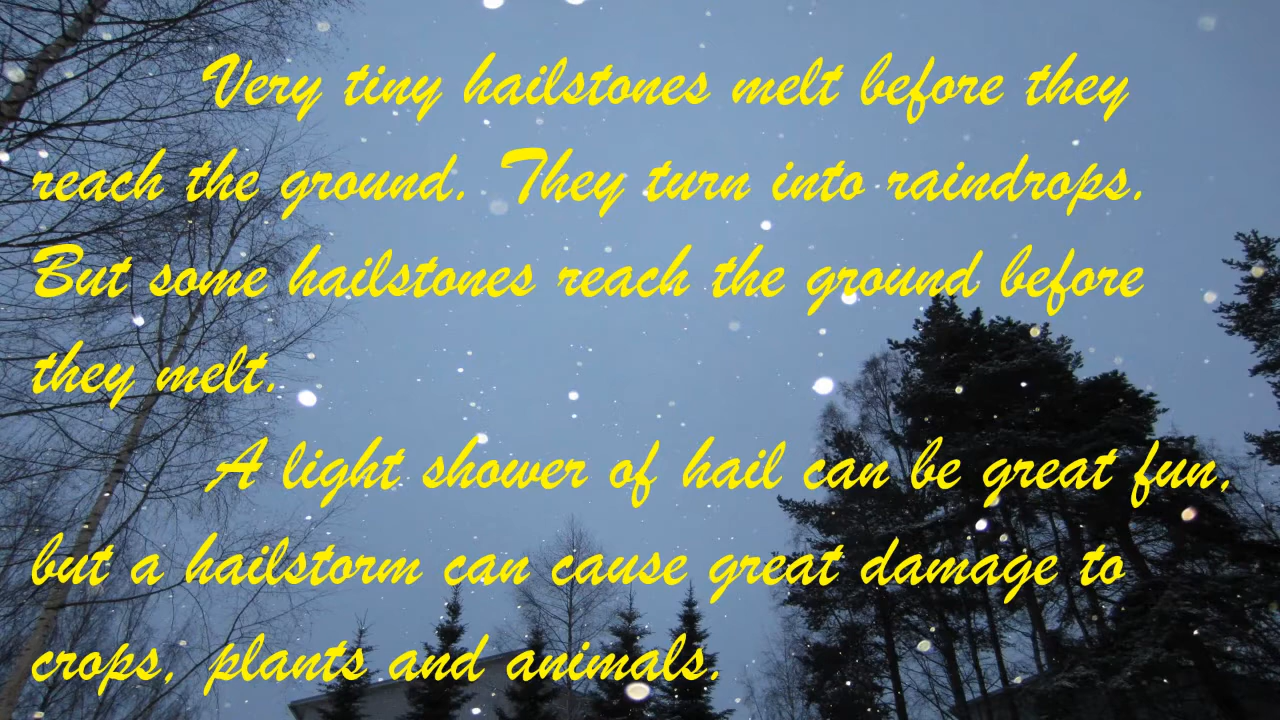 Very tiny hailstones melt before they
reach the ground. They turn into raindrops.
But some hailstones reach the ground before
they melt.
A light shower of hail can be great fun,
but a hailstorm can cause great damage to
crops, plants and animals.